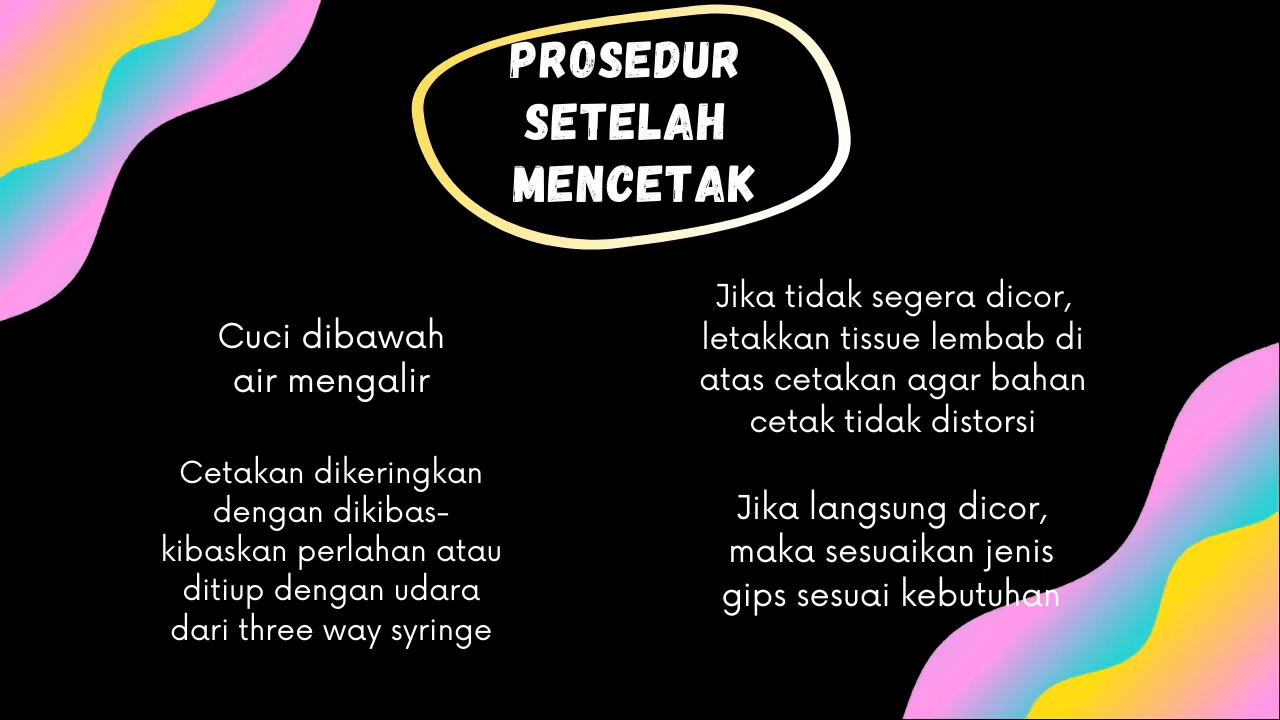 PROSEDUR
SETELAH
MENCETAK
Cuci dibawah
air mengalir
Cetakan dikeringkan
dengan dikibas-
kibaskan perlahan atau
ditiup dengan udara
dari three way syringe
Jika tidak segera dicor,
letakkan tissue lembab di
atas cetakan agar bahan
cetak tidak distorsi
Jika langsung dicor,
maka sesuaikan jenis
gips sesuai kebutuhan